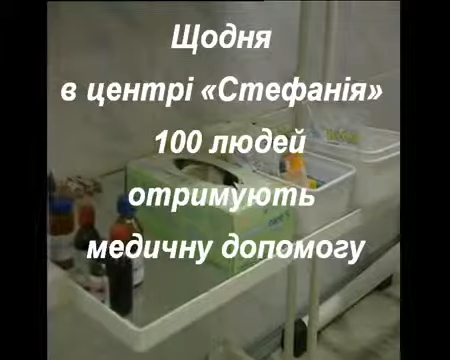 Щодня
в центрі «Стефанія»
100 людей
отримують
медичну допомогу